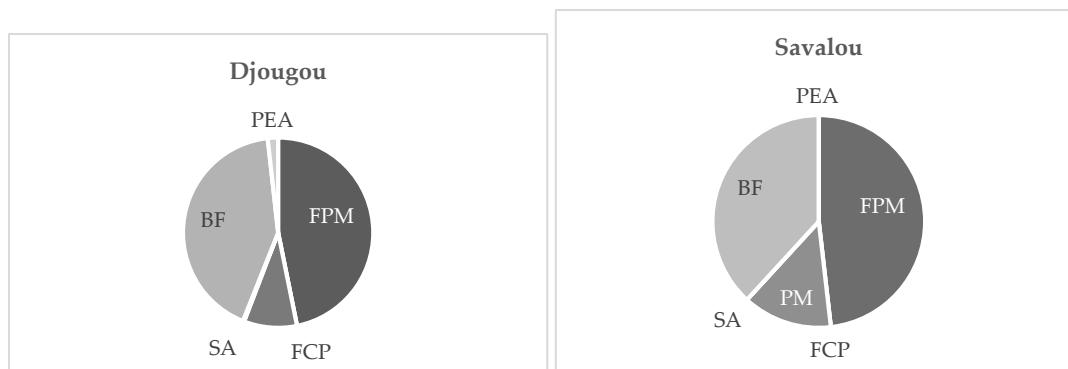 Djougou
PEA
BF
FPM
SA
FCP
Savalou
PEA
BF
FPM
PM
SA
FCP